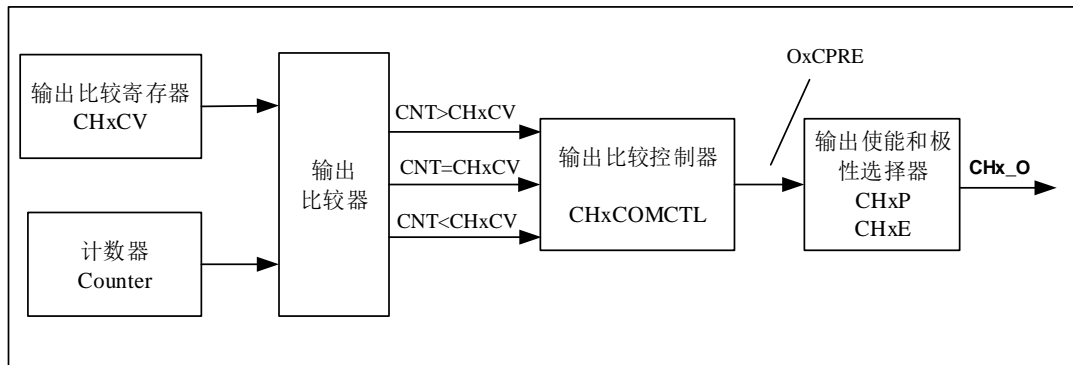 输出比较寄存器
CHxCV
计数器
Counter
输出
比较器
CNT>CHxCV
CNT=CHxCV
CNT<CHxCV
输出比较控制器
CHxCOMCTL
OxCPRE
输出使能和极
性选择器
CHxP
CHxE
CHx_O